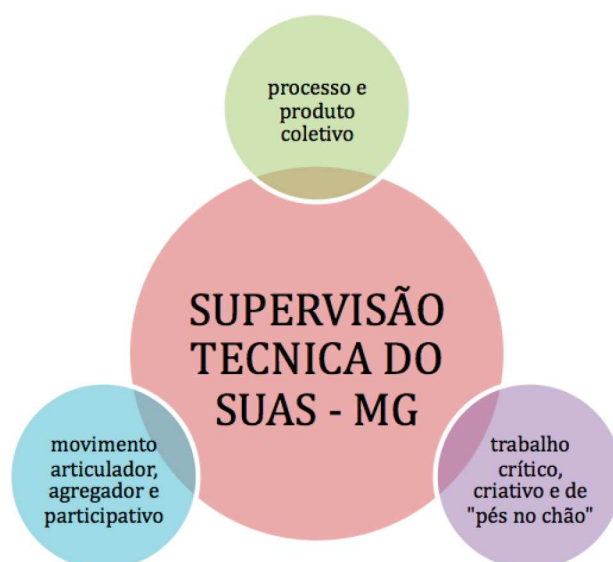 processo e
produto
coletivo
SUPERVISÃO
TECNICA DO
SUAS - MG
movimento
articulador,
agregador e
participativo
trabalho
crítico,
criativo e de
"pés no chão"